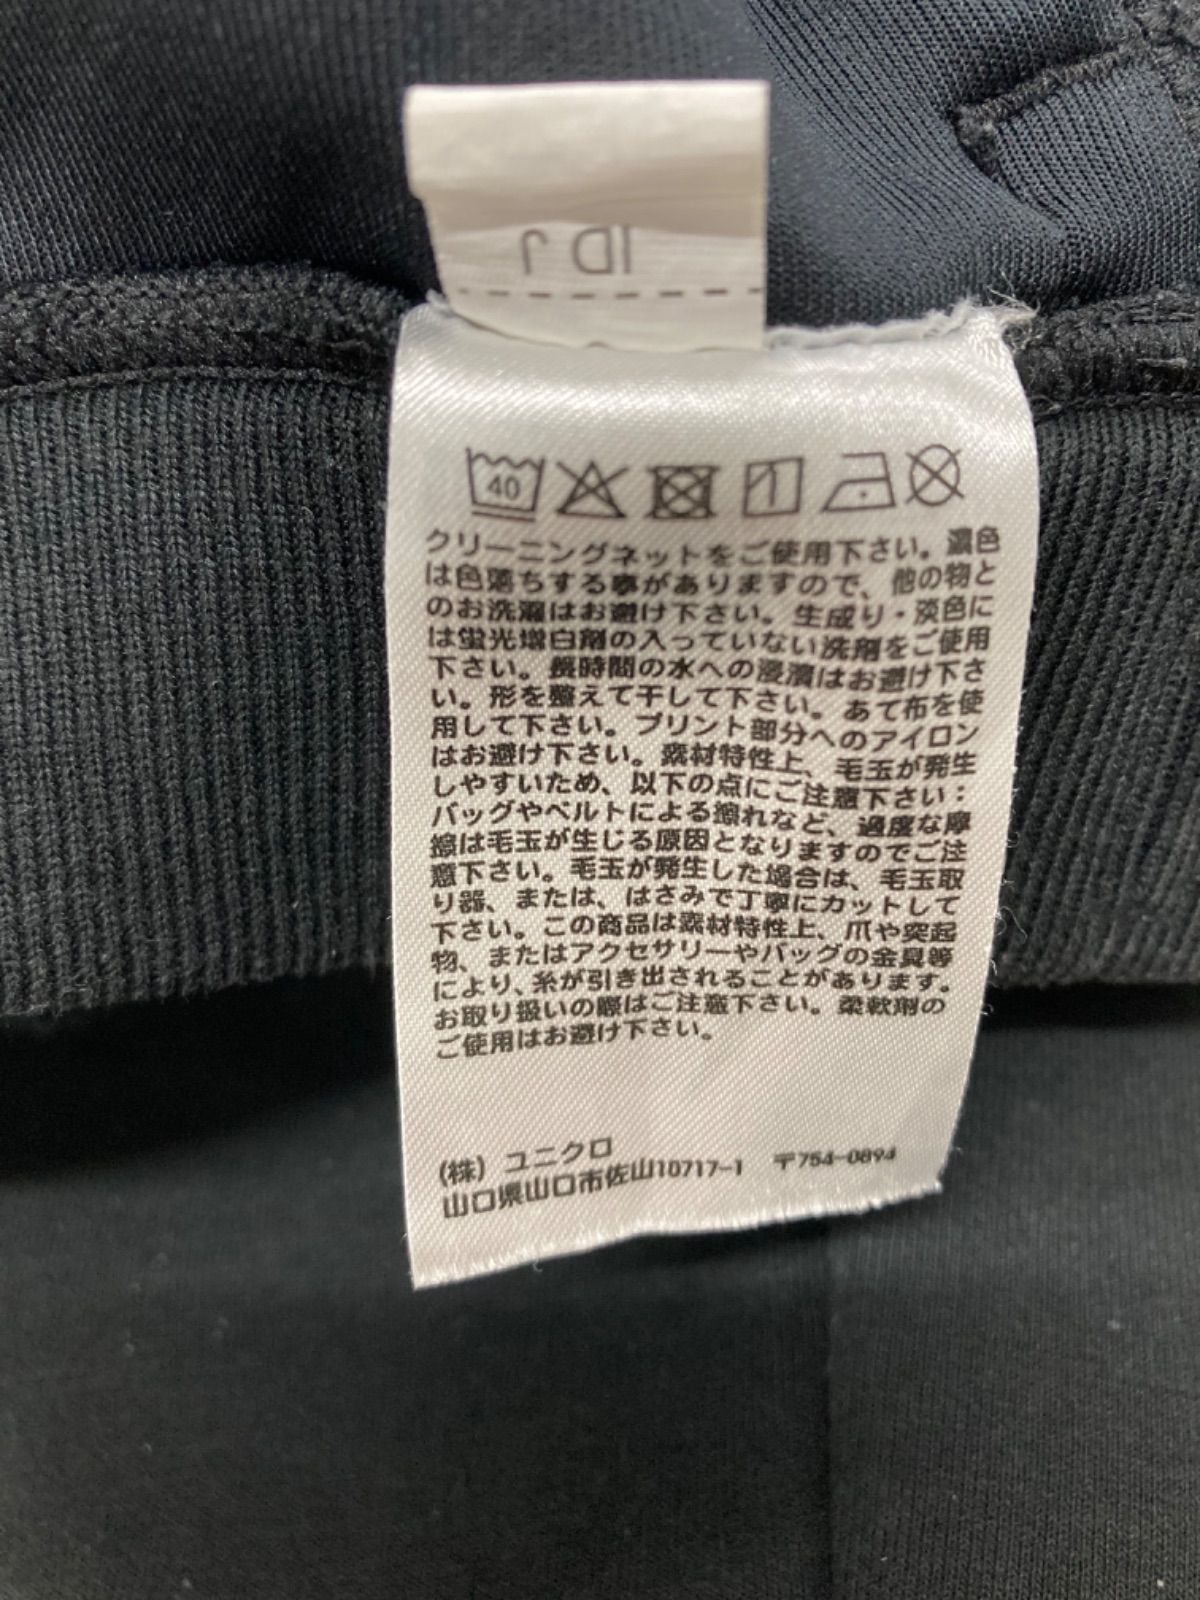 ID J
40
クリーニングネットをご使用下さい。濃色
は色落ちする事がありますので、他の物と
のお洗濯はお避け下さい。生成り・淡色に
は蛍光増白剤の入っていない洗剤をご使用
下さい。長時間の水への浸漬はお避け下さ
い。形を整えて干して下さい。あて布を使
用して下さい。プリント部分へのアイロン
はお避け下さい。素材特性上、毛玉が発生
しやすいため、以下の点にご注意下さい：
バッグやベルトによる擦れなど、過度な摩
擦は毛玉が生じる原因となりますのでご注
意下さい。毛玉が発生した場合は、毛玉取
り器、または、はさみで丁寧にカットして
下さい。この商品は素材特性上、爪や突起
物、またはアクセサリーやバッグの金具等
により、糸が引き出されることがあります。
お取り扱いの際はご注意下さい。柔軟剤の
ご使用はお避け下さい。
(株) ユニクロ
山口県山口市佐山10717-1 〒754-0894